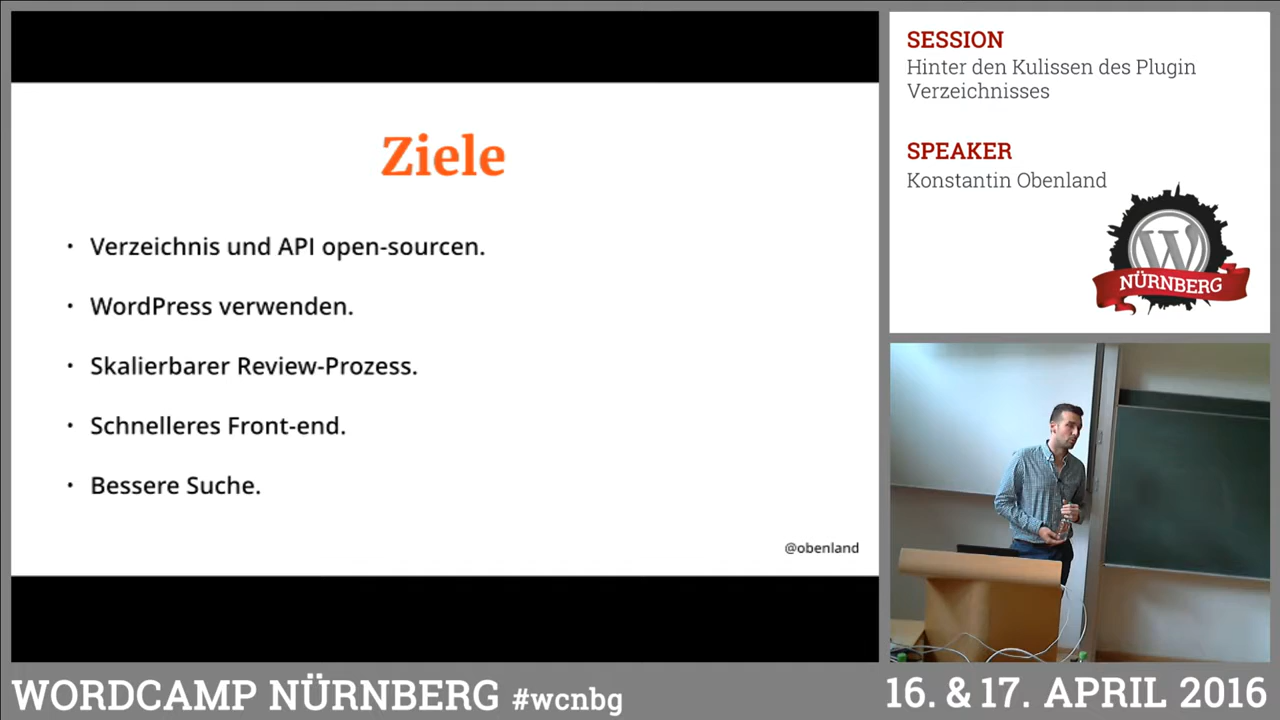 Ziele
• Verzeichnis und API open-sourcen.
• WordPress verwenden.
• Skalierbarer Review-Prozess.
• Schnelleres Front-end.
• Bessere Suche.
@obenland
SESSION
Hinter den Kulissen des Plugin
Verzeichnisses
SPEAKER
Konstantin Obenland
W
NÜRNBERG
WORDCAMP NÜRNBERG #wcnbg
16. & 17. APRIL 2016